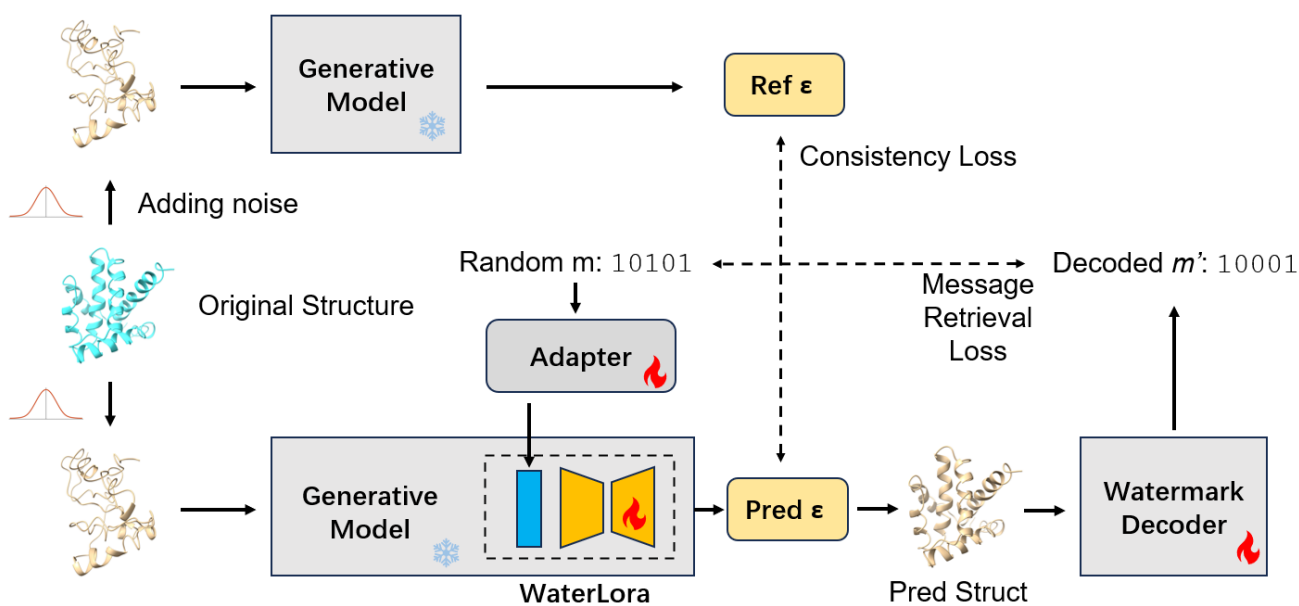 Generative
Model
Ref ε
Consistency Loss
Adding noise
Random m: 10101
Decoded m’: 10001
Original Structure
Message
Retrieval
Loss
Adapter
Generative
Model
Pred ε
Watermark
Decoder
WaterLora
Pred Struct